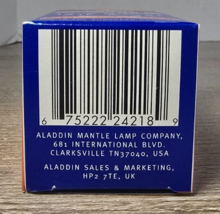 6 75222 24218 9
ALADDIN MANTLE LAMP COMPANY,
681 INTERNATIONAL BLVD.
CLARKSVILLE TN37040, USA
ALADDIN SALES & MARKETING,
HP2 7TE, UK